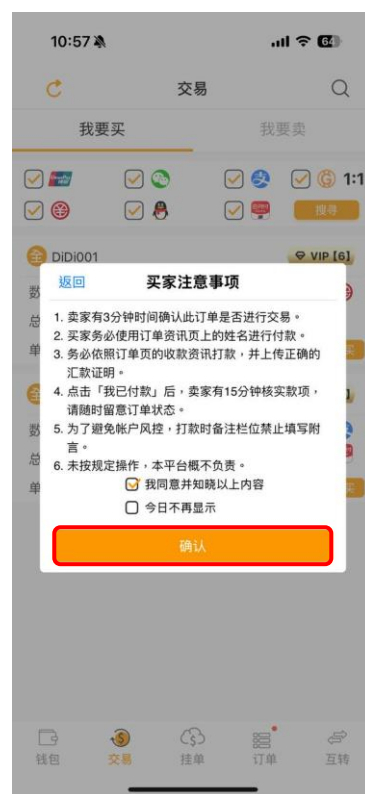 10:57
64
交易
我要买
我要卖
1:1
搜寻
DiDi001
VIP [6]
返回
买家注意事项
数
总
单
1. 卖家有3分钟时间确认此订单是否进行交易。
2. 买家务必使用订单资讯页上的姓名进行付款。
3. 务必依照订单页的收款资讯打款，并上传正确的
汇款证明。
4. 点击「我已付款」后，卖家有15分钟核实款项，
请随时留意订单状态。
5. 为了避免帐户风控，打款时备注栏位禁止填写附
言。
6. 未按规定操作，本平台概不负责。
数
总
单
我同意并知晓以上内容
今日不再显示
确认
钱包
交易
挂单
订单
互转